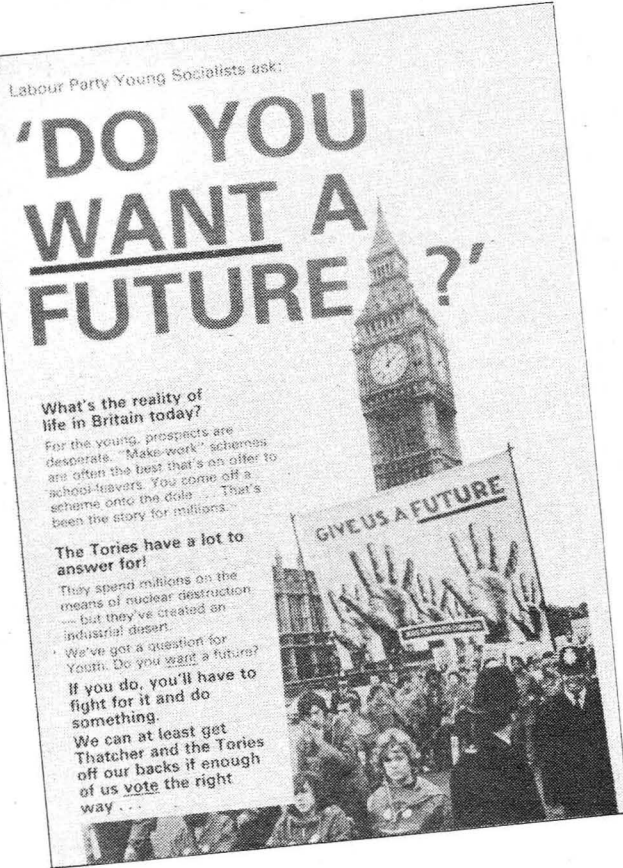 Labour Party Young Socialists ask:
'DO YOU
WANT A
FUTURE ?'
What's the reality of
life in Britain today?
For the young, prospects are
desperate. "Make-work" schemes
are often the best that's on offer to
school-leavers. You come off a
scheme onto the dole . . . That's
been the story for millions.
The Tories have a lot to
answer for!
They spend millions on the
means of nuclear destruction
— but they've created an
industrial desert.
We've got a question for
Youth. Do you want a future?
If you do, you'll have to
fight for it and do
something.
We can at least get
Thatcher and the Tories
off our backs if enough
of us vote the right
way . . .
GIVE US A FUTURE